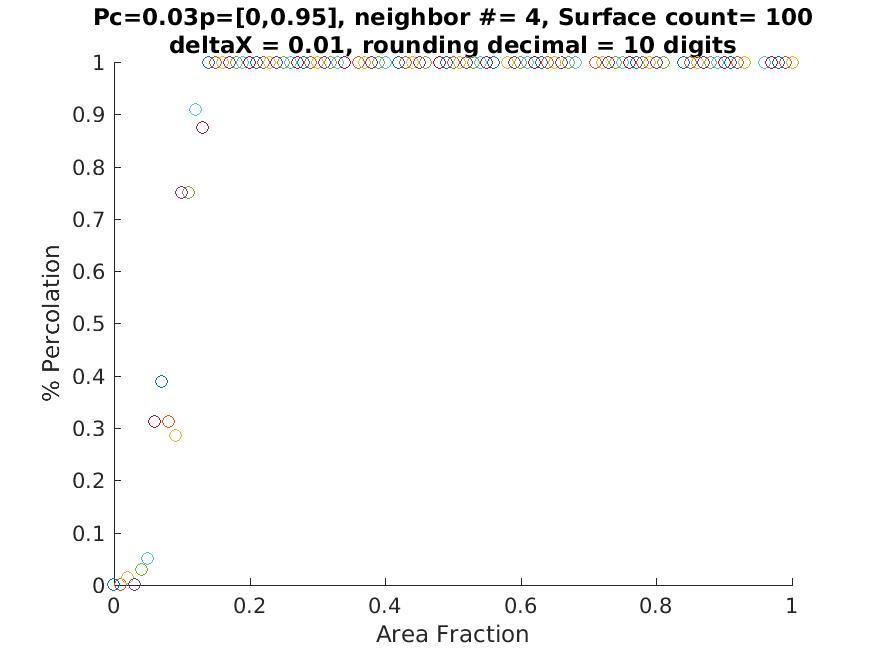 Pc=0.03p=[0,0.95], neighbor #= 4, Surface count= 100
deltaX = 0.01, rounding decimal = 10 digits
1
0.9
0.8
0.7
0.6
0.5
0.4
0.3
0.2
0.1
0
% Percolation
0 0.2 0.4 0.6 0.8 1
Area Fraction